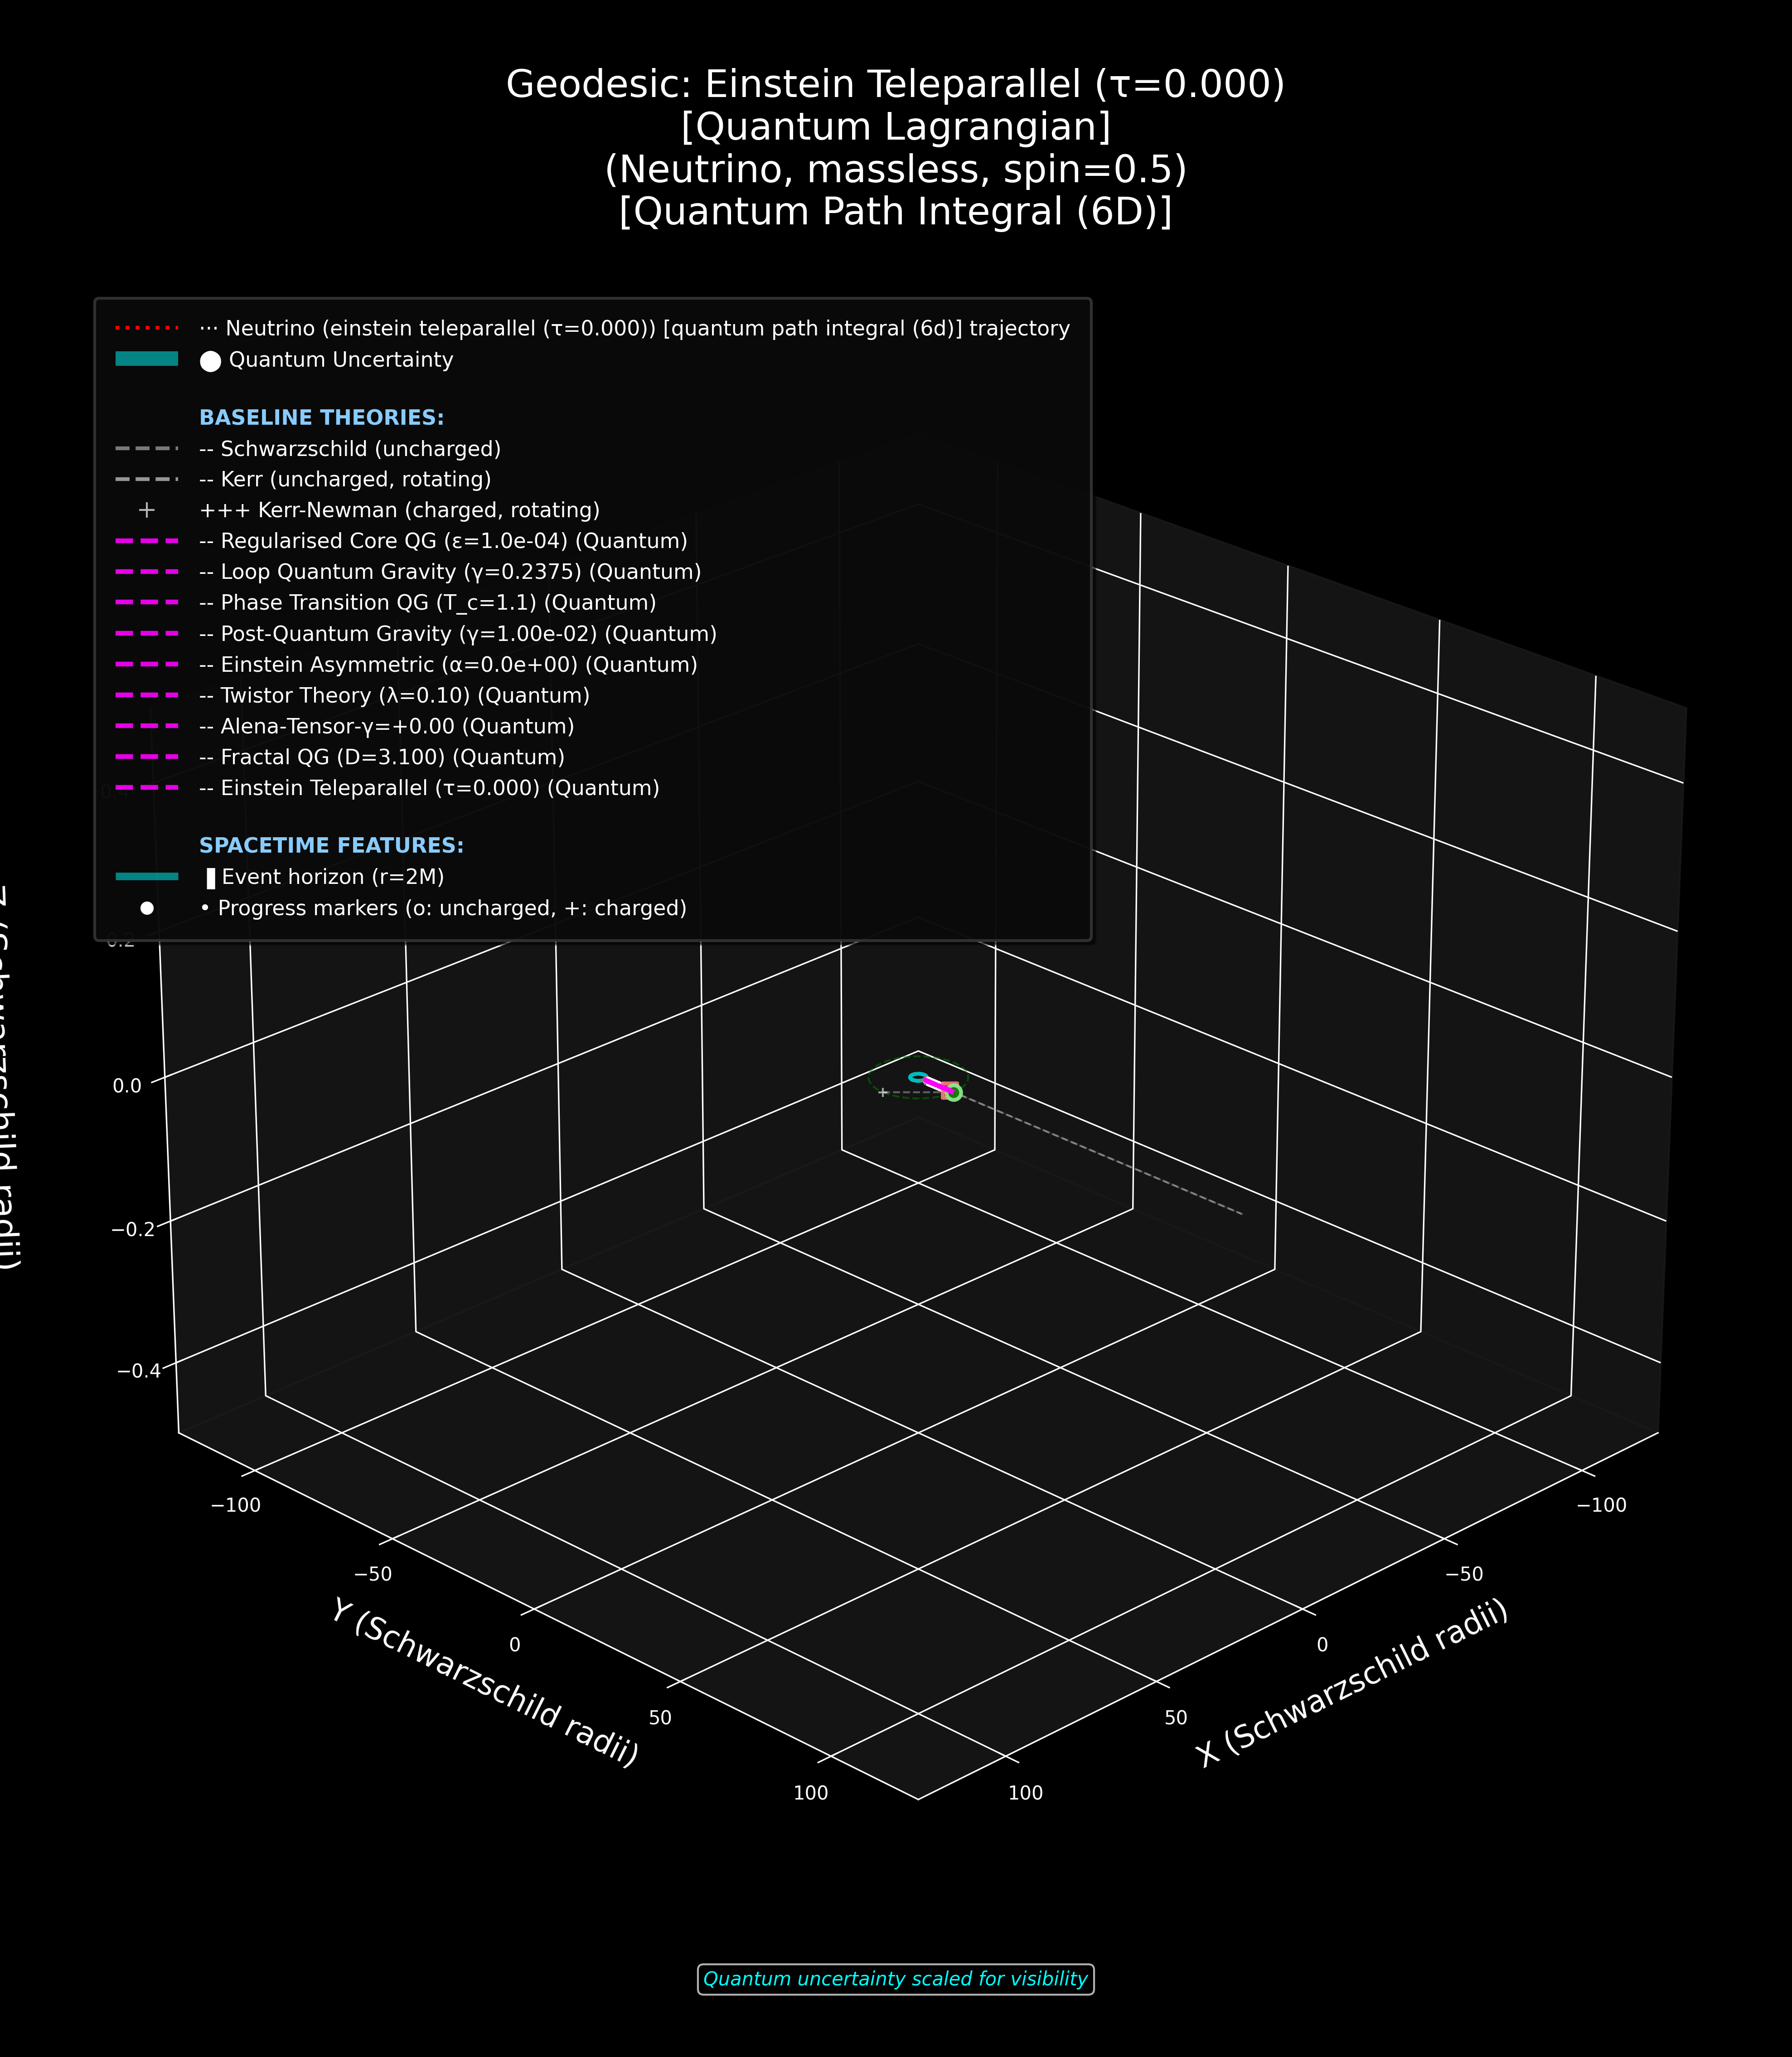 Geodesic: Einstein Teleparallel (τ=0.000)
[Quantum Lagrangian]
(Neutrino, massless, spin=0.5)
[Quantum Path Integral (6D)]
··· Neutrino (einstein teleparallel (τ=0.000)) [quantum path integral (6d)] trajectory
⬤ Quantum Uncertainty
BASELINE THEORIES:
-- Schwarzschild (uncharged)
-- Kerr (uncharged, rotating)
+++ Kerr-Newman (charged, rotating)
-- Regularised Core QG (ε=1.0e-04) (Quantum)
-- Loop Quantum Gravity (γ=0.2375) (Quantum)
-- Phase Transition QG (T_c=1.1) (Quantum)
-- Post-Quantum Gravity (γ=1.00e-02) (Quantum)
-- Einstein Asymmetric (α=0.0e+00) (Quantum)
-- Twistor Theory (λ=0.10) (Quantum)
-- Alena-Tensor-γ=+0.00 (Quantum)
-- Fractal QG (D=3.100) (Quantum)
-- Einstein Teleparallel (τ=0.000) (Quantum)
SPACETIME FEATURES:
▐ Event horizon (r=2M)
• Progress markers (o: uncharged, +: charged)
0.2
0.0
−0.2
−0.4
radii)
−100
−50
0
50
100
Y (Schwarzschild radii)
−100
−50
0
50
100
X (Schwarzschild radii)
Quantum uncertainty scaled for visibility